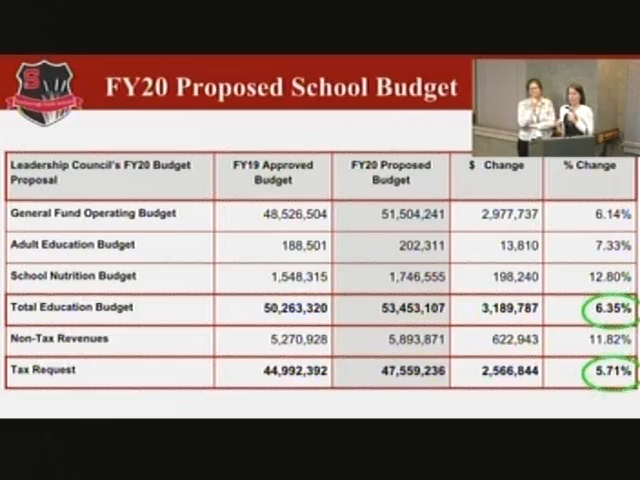 FY20 Proposed School Budget
S
Leadership Council's FY20 Budget Proposal FY19 Approved Budget FY20 Proposed Budget $ Change % Change
General Fund Operating Budget 48,526,504 51,504,241 2,977,737 6.14%
Adult Education Budget 188,501 202,311 13,810 7.33%
School Nutrition Budget 1,548,315 1,746,555 198,240 12.80%
Total Education Budget 50,263,320 53,453,107 3,189,787 6.35%
Non-Tax Revenues 5,270,928 5,893,871 622,943 11.82%
Tax Request 44,992,392 47,559,236 2,566,844 5.71%